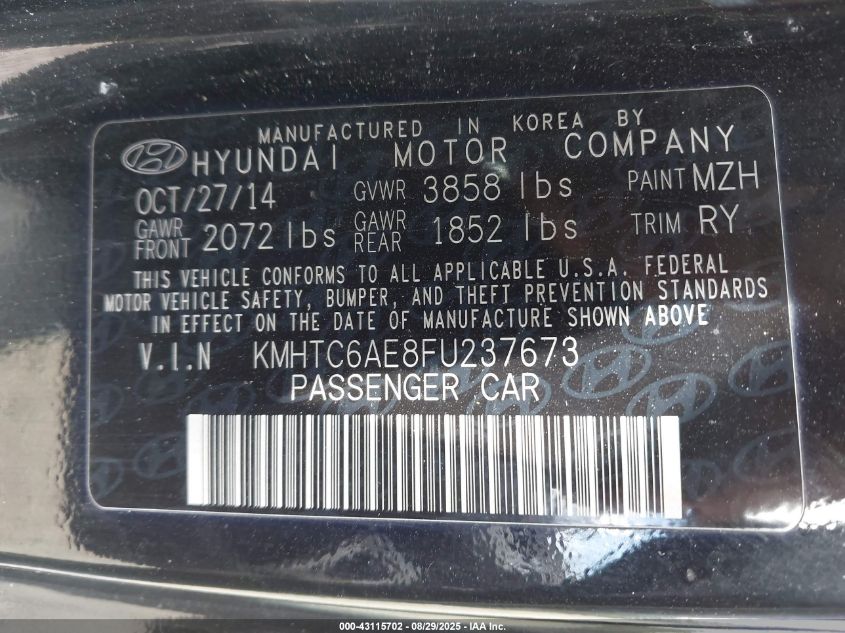 MANUFACTURED IN KOREA BY
HYUNDAI MOTOR COMPANY
OCT/27/14 GVWR 3858 lbs PAINT MZH
GAWR FRONT 2072 lbs GAWR REAR 1852 lbs TRIM RY
THIS VEHICLE CONFORMS TO ALL APPLICABLE U.S.A. FEDERAL
MOTOR VEHICLE SAFETY, BUMPER, AND THEFT PREVENTION STANDARDS
IN EFFECT ON THE DATE OF MANUFACTURE SHOWN ABOVE
V.I.N KMHTC6AE8FU237673
PASSENGER CAR
000-43115702 - 08/29/2025 - IAA Inc.